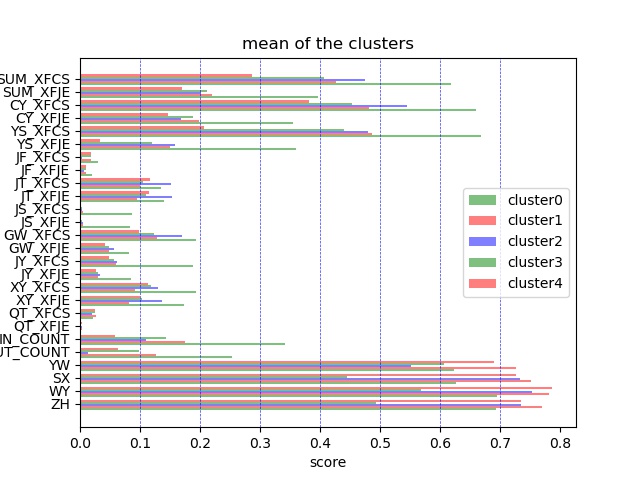 mean of the clusters
SUM_XFCS
SUM_XFJE
CY_XFCS
CY_XFJE
YS_XFCS
YS_XFJE
JF_XFCS
JF_XFJE
JT_XFCS
JT_XFJE
JS_XFCS
JS_XFJE
GW_XFCS
GW_XFJE
JY_XFCS
JY_XFJE
XY_XFCS
XY_XFJE
QT_XFCS
QT_XFJE
IN_COUNT
UT_COUNT
YW
SX
WY
ZH
cluster0
cluster1
cluster2
cluster3
cluster4
0.0 0.1 0.2 0.3 0.4 0.5 0.6 0.7 0.8
score